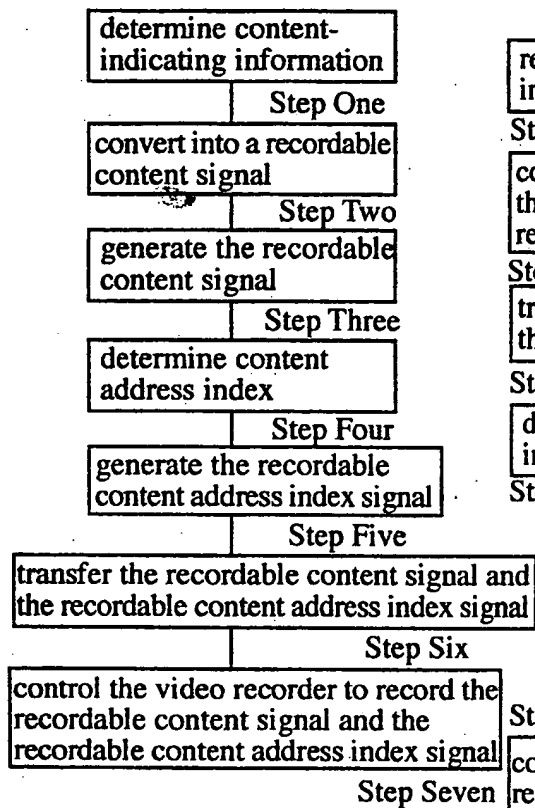 determine content-
indicating information
Step One
convert into a recordable
content signal
Step Two
generate the recordable
content signal
Step Three
determine content
address index
Step Four
generate the recordable
content address index signal
Step Five
transfer the recordable content signal and
the recordable content address index signal
Step Six
control the video recorder to record the
recordable content signal and the
recordable content address index signal
Step Seven